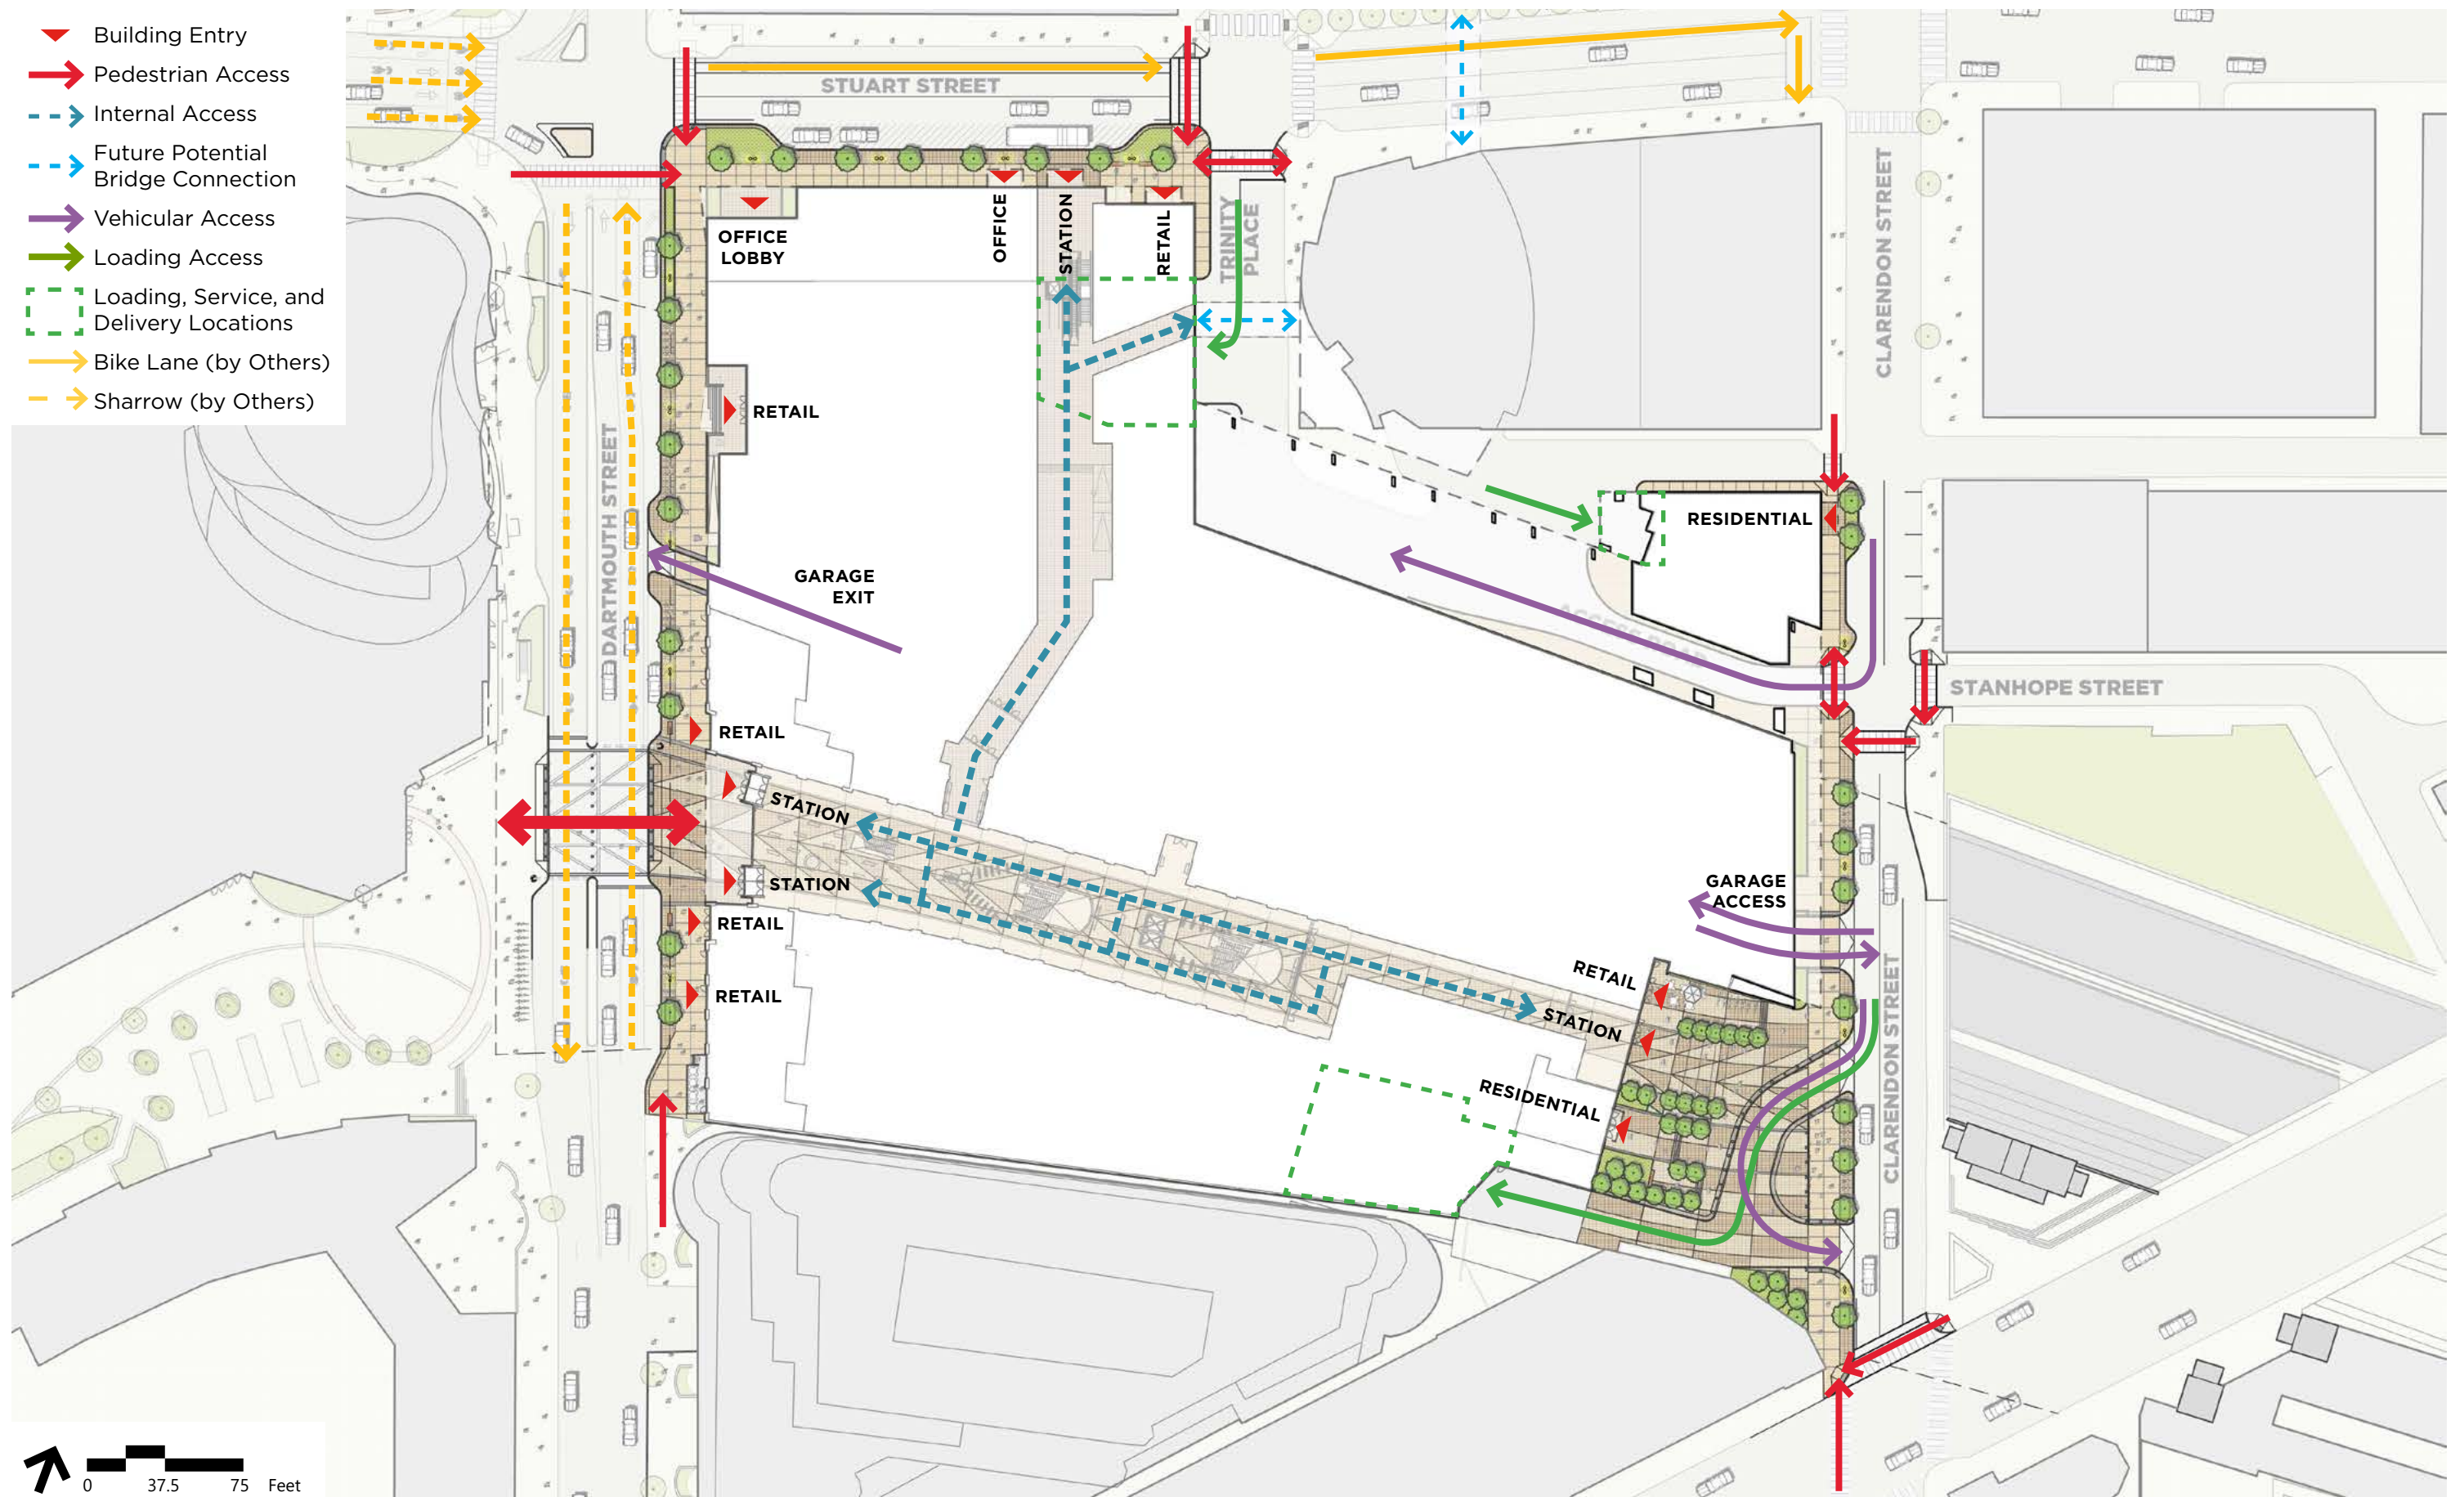 Building Entry
Pedestrian Access
Internal Access
Future Potential
Bridge Connection
Vehicular Access
Loading Access
Loading, Service, and
Delivery Locations
Bike Lane (by Others)
Sharrow (by Others)
STUART STREET
OFFICE
LOBBY
OFFICE
STATION
RETAIL
TRINITY
PLACE
CLARENDON STREET
RETAIL
DARTMOUTH STREET
GARAGE
EXIT
RESIDENTIAL
ACCESS ROAD
STANHOPE STREET
RETAIL
STATION
STATION
RETAIL
RETAIL
GARAGE
ACCESS
RETAIL
STATION
RESIDENTIAL
CLARENDON STREET
0 37.5 75 Feet